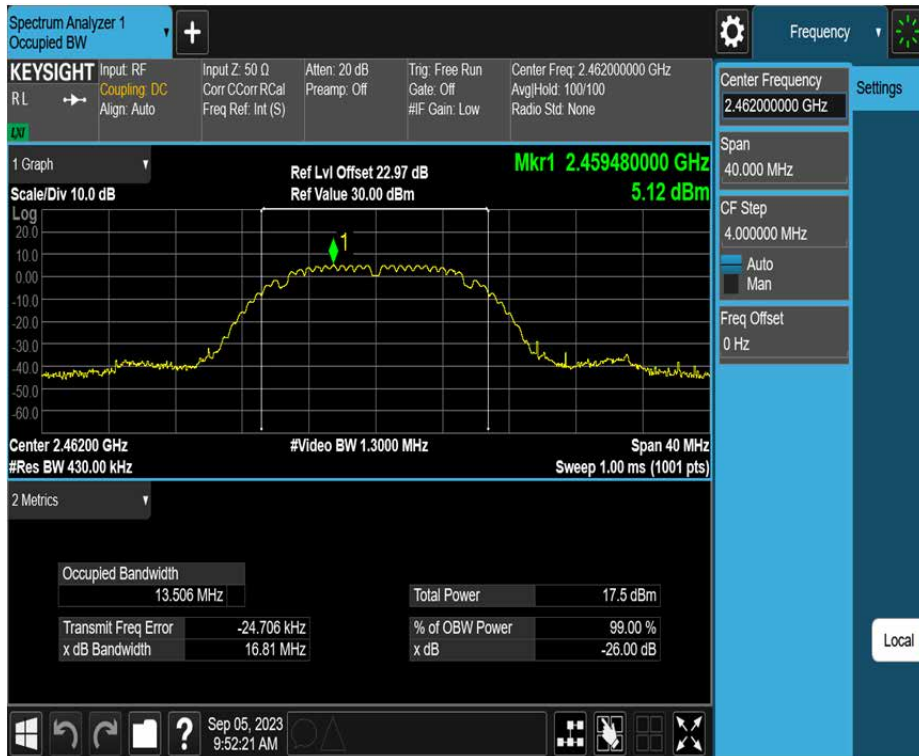 Spectrum Analyzer 1
Occupied BW
+
Frequency
KEYSIGHT
R L
LXI
Input: RF
Coupling: DC
Align: Auto
Input Z: 50 Ω
Corr CCorr RCal
Freq Ref: Int (S)
Atten: 20 dB
Preamp: Off
Trig: Free Run
Gate: Off
#IF Gain: Low
Center Freq: 2.462000000 GHz
Avg|Hold: 100/100
Radio Std: None
Center Frequency
2.462000000 GHz
Settings
Span
40.000 MHz
CF Step
4.000000 MHz
Auto
Man
Freq Offset
0 Hz
Local
1 Graph
Scale/Div 10.0 dB
Ref Lvl Offset 22.97 dB
Ref Value 30.00 dBm
Mkr1 2.459480000 GHz
5.12 dBm
Log
20.0
10.0
0.00
-10.0
-20.0
-30.0
-40.0
-50.0
-60.0
1
Center 2.46200 GHz
#Video BW 1.3000 MHz
Span 40 MHz
#Res BW 430.00 kHz
Sweep 1.00 ms (1001 pts)
2 Metrics
Occupied Bandwidth
13.506 MHz
Total Power 17.5 dBm
Transmit Freq Error -24.706 kHz
% of OBW Power 99.00 %
x dB Bandwidth 16.81 MHz
x dB -26.00 dB
?
Sep 05, 2023
9:52:21 AM